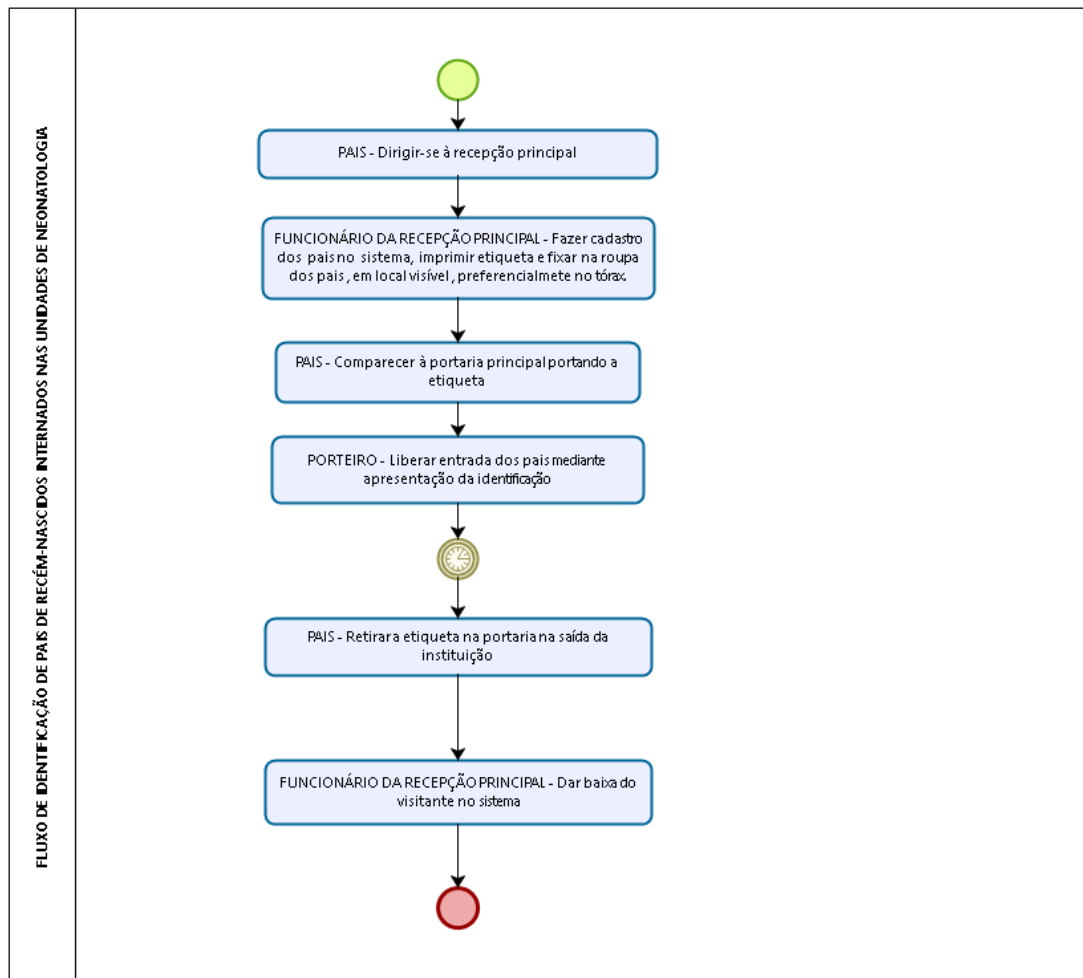 FLUXO DE IDENTIFICAÇÃO DE PAIS DE RECÉM-NASCIDOS INTERNADOS NAS UNIDADES DE NEONATOLOGIA
PAIS - Dirigir-se à recepção principal
FUNCIONÁRIO DA RECEPÇÃO PRINCIPAL - Fazer cadastro
dos pais no sistema, imprimir etiqueta e fixar na roupa
dos pais, em local visível, preferencialmete no tórax.
PAIS - Comparecer à portaria principal portando a
etiqueta
PORTEIRO - Liberar entrada dos pais mediante
apresentação da identificação
PAIS - Retirar a etiqueta na portaria na saída da
instituição
FUNCIONÁRIO DA RECEPÇÃO PRINCIPAL - Dar baixa do
visitante no sistema